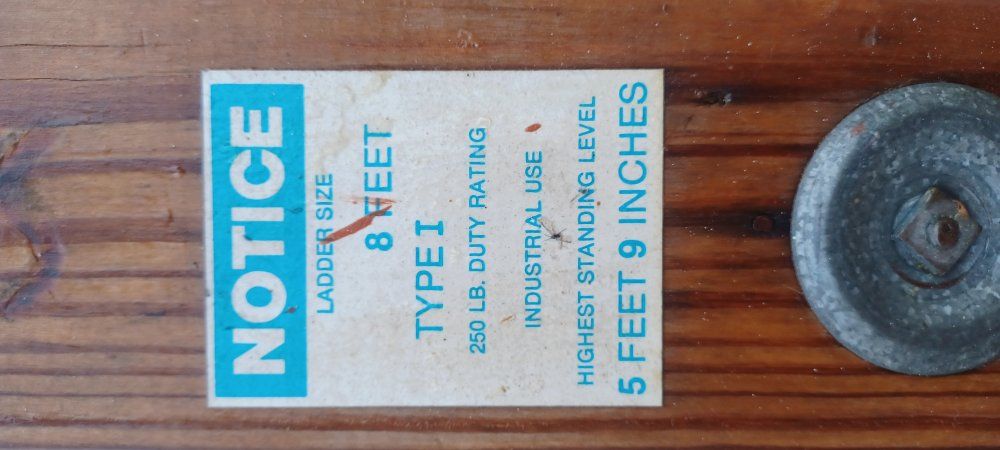 NOTICE
LADDER SIZE
8 FEET
TYPE I
250 LB. DUTY RATING
INDUSTRIAL USE
HIGHEST STANDING LEVEL
5 FEET 9 INCHES